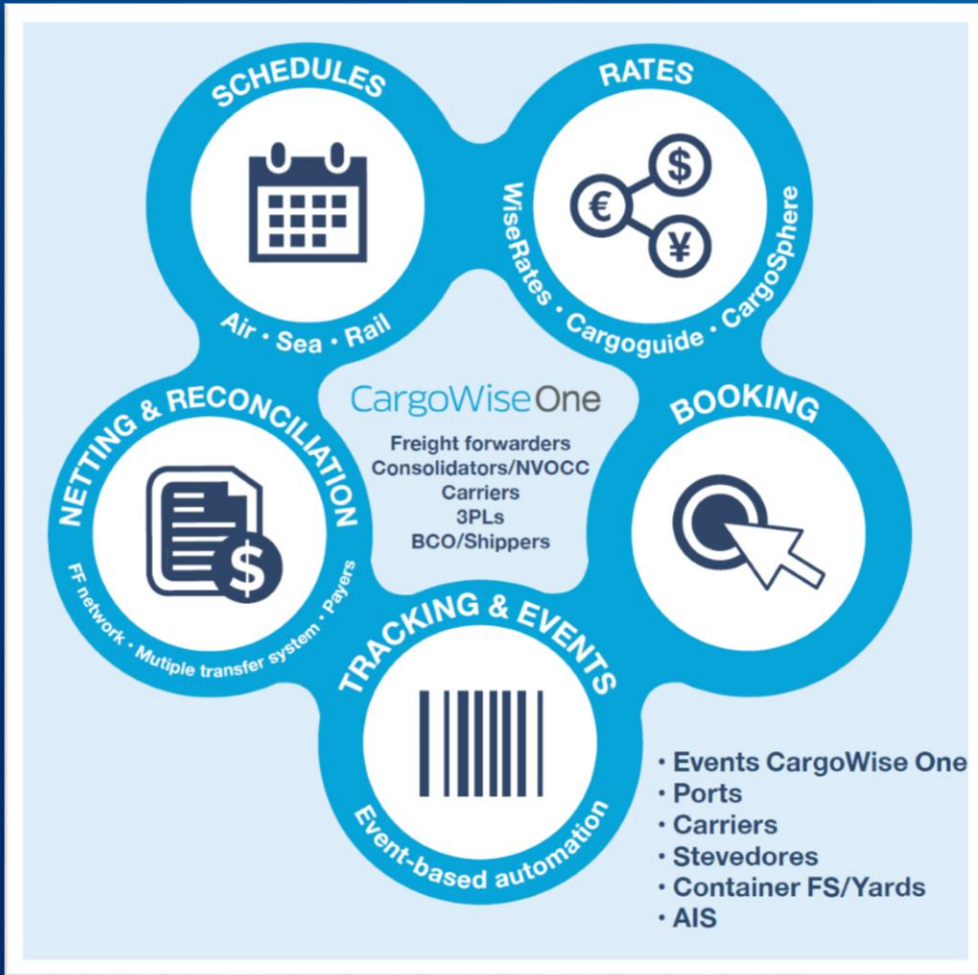 SCHEDULES
Air • Sea • Rail
RATES
€ $ ¥
WiseRates • Cargoguide • CargoSphere
CargoWiseOne
Freight forwarders
Consolidators/NVOCC
Carriers
3PLs
BCO/Shippers
BOOKING
NETTING & RECONCILIATION
$
FF network • Mutiple transfer system • Payers
TRACKING & EVENTS
Event-based automation
• Events CargoWise One
• Ports
• Carriers
• Stevedores
• Container FS/Yards
• AIS